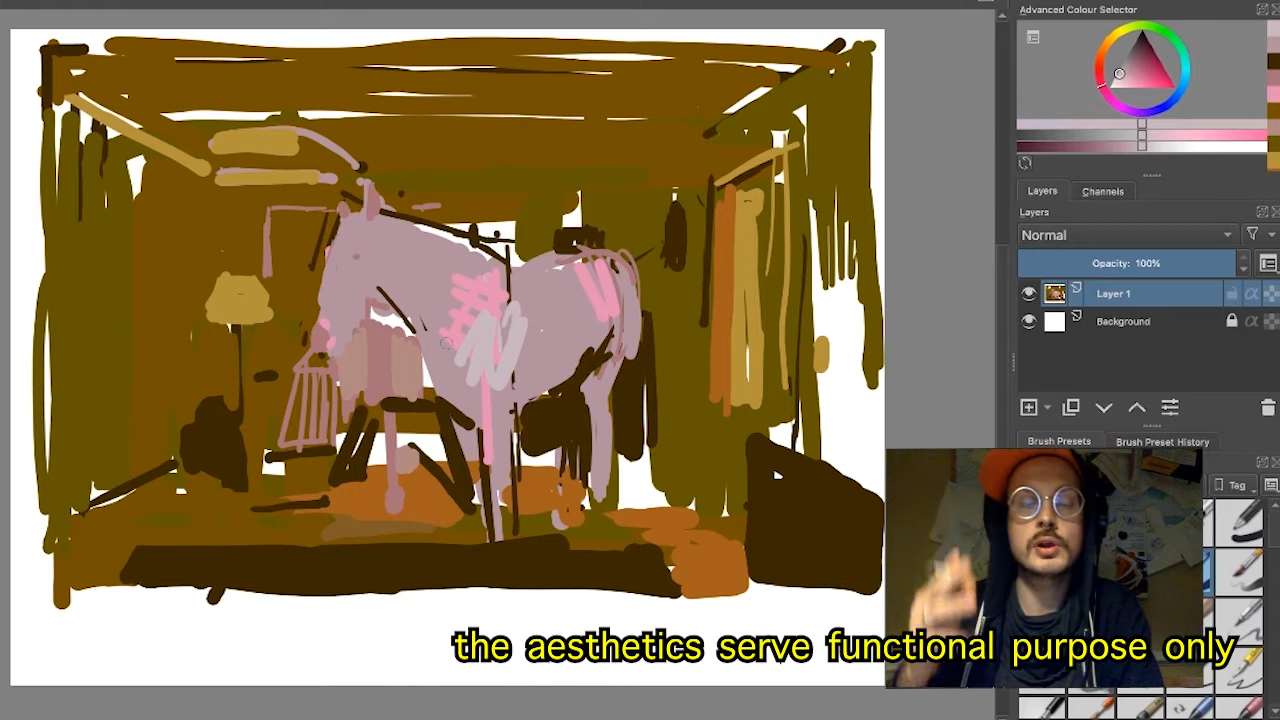 Advanced Colour Selector
Layers
Channels
Layers
Normal
Opacity: 100%
Layer 1
Background
Brush Presets
Brush Preset History
Tag
the aesthetics serve functional purpose only